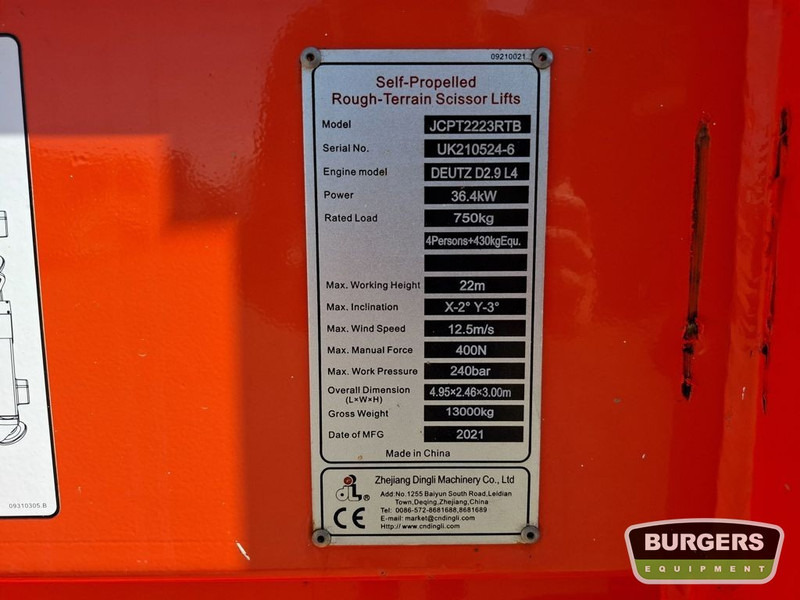 09210021
Self-Propelled
Rough-Terrain Scissor Lifts
Model JCPT2223RTB
Serial No. UK210524-6
Engine model DEUTZ D2.9 L4
Power 36.4kW
Rated Load 750kg
4Persons+430kgEqu.
Max. Working Height 22m
Max. Inclination X-2° Y-3°
Max. Wind Speed 12.5m/s
Max. Manual Force 400N
Max. Work Pressure 240bar
Overall Dimension 4.95×2.46×3.00m
(L×W×H)
Gross Weight 13000kg
Date of MFG 2021
Made in China
Zhejiang Dingli Machinery Co., Ltd
Add:No.1255 Baiyun South Road,Leidian
Town,Deqing,Zhejiang,China
Tel: 0086-572-8681688,8681689
E-mail: market@cndingli.com
Http://www.cndingli.com
DL®
CE
09310305.B
BURGERS
EQUIPMENT